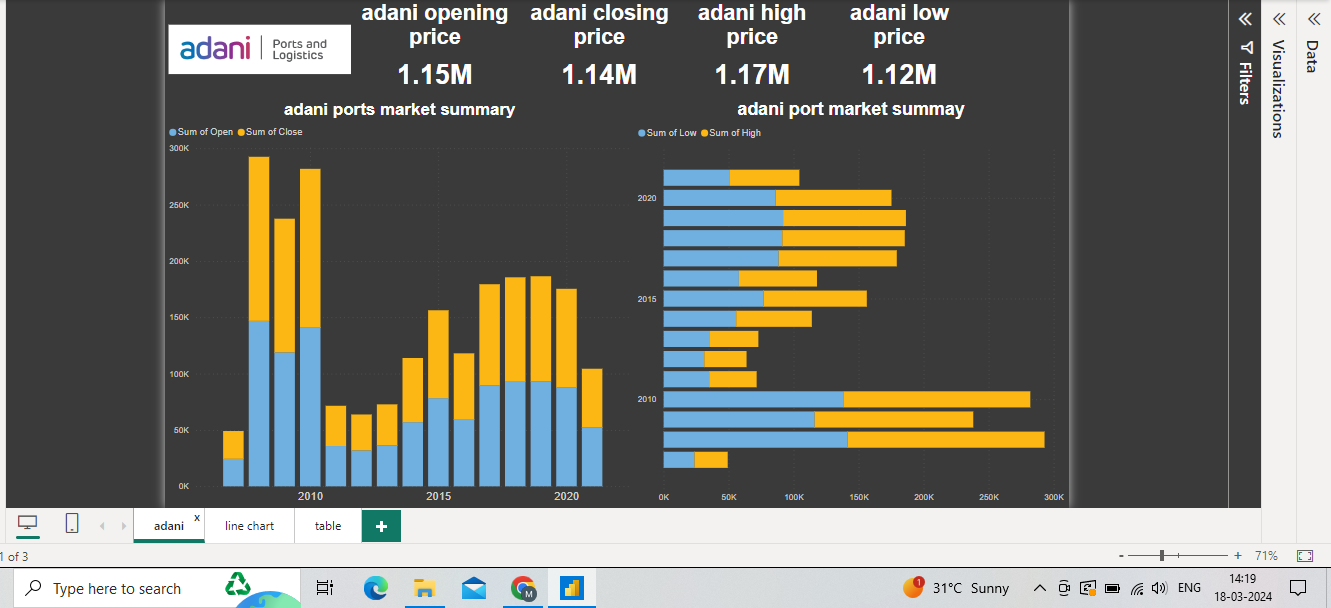 adani
Ports and
Logistics
adani opening
price
1.15M
adani closing
price
1.14M
adani high
price
1.17M
adani low
price
1.12M
adani ports market summary
Sum of Open Sum of Close
300K
250K
200K
150K
100K
50K
0K
2010 2015 2020
adani port market summay
Sum of Low Sum of High
2020
2015
2010
0K 50K 100K 150K 200K 250K 300K
Filters
Visualizations
Data
adani x line chart table +
1 of 3
- + 71%
Type here to search
M
1
31°C Sunny
ENG
14:19
18-03-2024